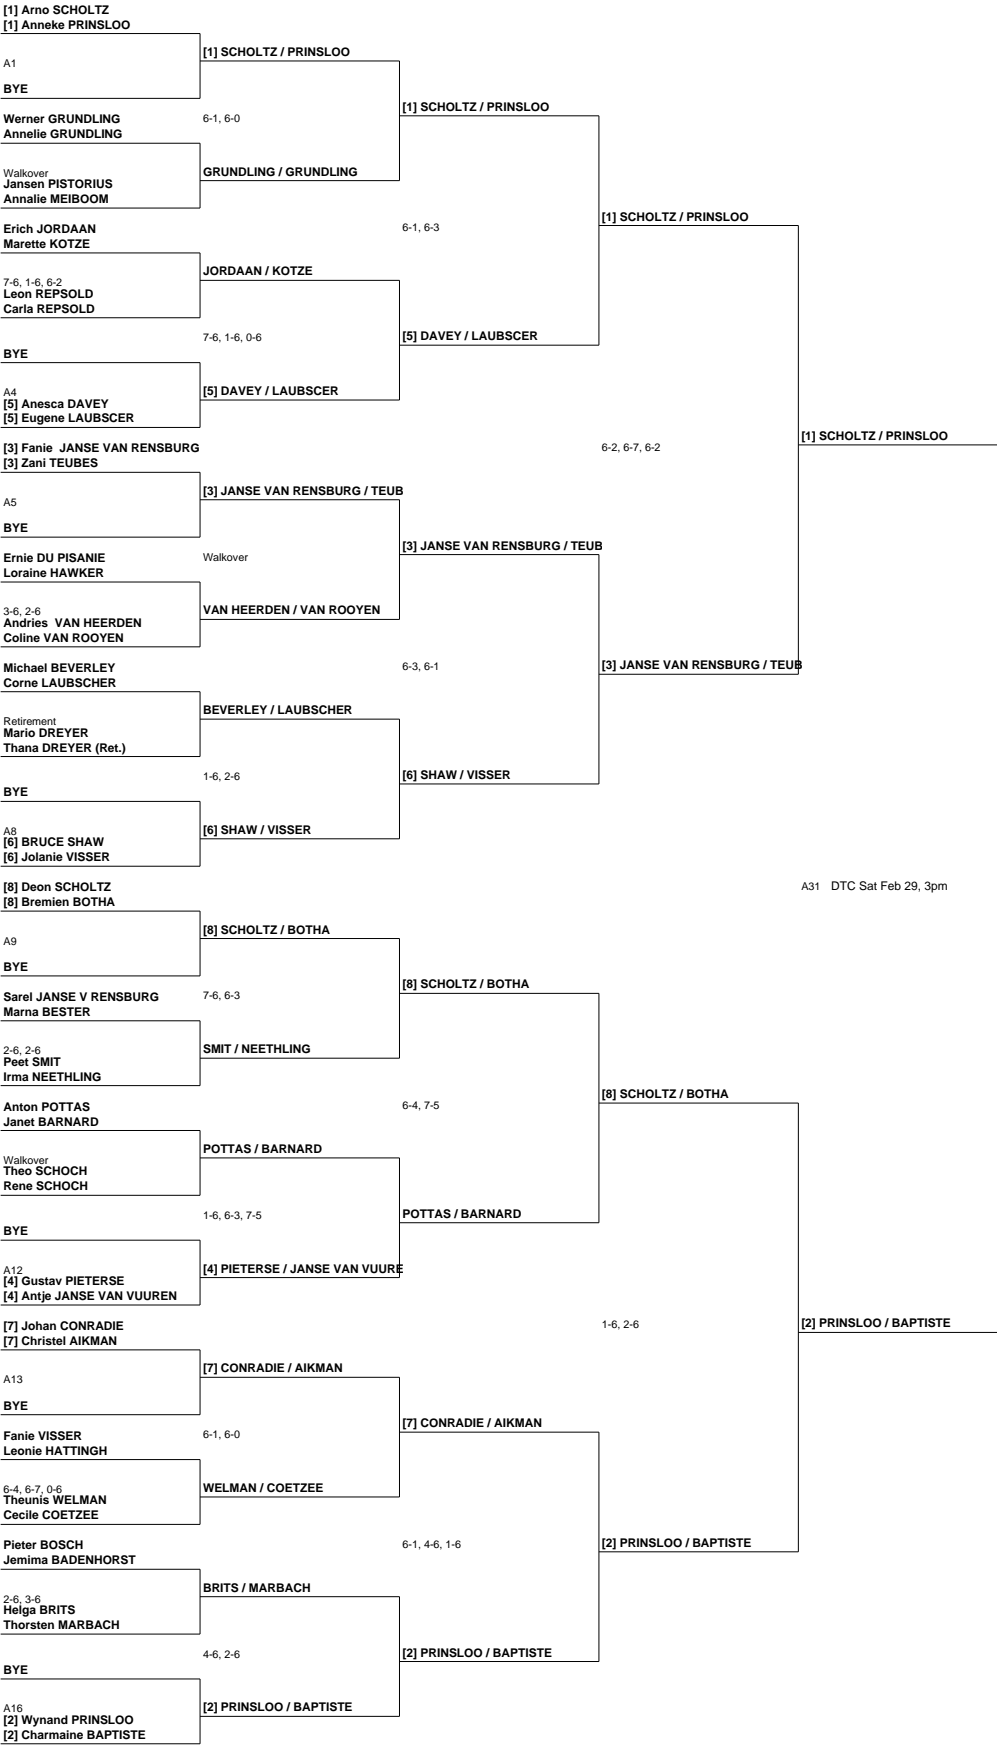 [1] Arno SCHOLTZ
[1] Anneke PRINSLOO
[1] SCHOLTZ / PRINSLOO
A1
BYE
[1] SCHOLTZ / PRINSLOO
Werner GRUNDLING
6-1, 6-0
Annelie GRUNDLING
Walkover
GRUNDLING / GRUNDLING
Jansen PISTORIUS
Annalie MEIBOOM
[1] SCHOLTZ / PRINSLOO
Erich JORDAAN
6-1, 6-3
Marette KOTZE
JORDAAN / KOTZE
7-6, 1-6, 6-2
Leon REPSOLD
Carla REPSOLD
7-6, 1-6, 0-6
[5] DAVEY / LAUBSCER
BYE
A4
[5] DAVEY / LAUBSCER
[5] Anesca DAVEY
[5] Eugene LAUBSCER
[1] SCHOLTZ / PRINSLOO
[3] Fanie  JANSE VAN RENSBURG
6-2, 6-7, 6-2
[3] Zani TEUBES
[3] JANSE VAN RENSBURG / TEUB
A5
BYE
[3] JANSE VAN RENSBURG / TEUB
Ernie DU PISANIE
Walkover
Loraine HAWKER
3-6, 2-6
VAN HEERDEN / VAN ROOYEN
Andries  VAN HEERDEN
Coline VAN ROOYEN
Michael BEVERLEY
6-3, 6-1
[3] JANSE VAN RENSBURG / TEUB
Corne LAUBSCHER
BEVERLEY / LAUBSCHER
Retirement
Mario DREYER
Thana DREYER (Ret.)
1-6, 2-6
[6] SHAW / VISSER
BYE
A8
[6] SHAW / VISSER
[6] BRUCE SHAW
[6] Jolanie VISSER
[8] Deon SCHOLTZ
A31 DTC Sat Feb 29, 3pm
[8] Bremien BOTHA
[8] SCHOLTZ / BOTHA
A9
BYE
[8] SCHOLTZ / BOTHA
Sarel JANSE V RENSBURG
7-6, 6-3
Marna BESTER
2-6, 2-6
SMIT / NEETHLING
Peet SMIT
Irma NEETHLING
[8] SCHOLTZ / BOTHA
Anton POTTAS
6-4, 7-5
Janet BARNARD
POTTAS / BARNARD
Walkover
Theo SCHOCH
Rene SCHOCH
1-6, 6-3, 7-5
POTTAS / BARNARD
BYE
A12
[4] PIETERSE / JANSE VAN VUURE
[4] Gustav PIETERSE
[4] Antje JANSE VAN VUUREN
[7] Johan CONRADIE
1-6, 2-6
[2] PRINSLOO / BAPTISTE
[7] Christel AIKMAN
[7] CONRADIE / AIKMAN
A13
BYE
[7] CONRADIE / AIKMAN
Fanie VISSER
6-1, 6-0
Leonie HATTINGH
6-4, 6-7, 0-6
WELMAN / COETZEE
Theunis WELMAN
Cecile COETZEE
Pieter BOSCH
6-1, 4-6, 1-6
[2] PRINSLOO / BAPTISTE
Jemima BADENHORST
BRITS / MARBACH
2-6, 3-6
Helga BRITS
Thorsten MARBACH
4-6, 2-6
[2] PRINSLOO / BAPTISTE
BYE
A16
[2] PRINSLOO / BAPTISTE
[2] Wynand PRINSLOO
[2] Charmaine BAPTISTE